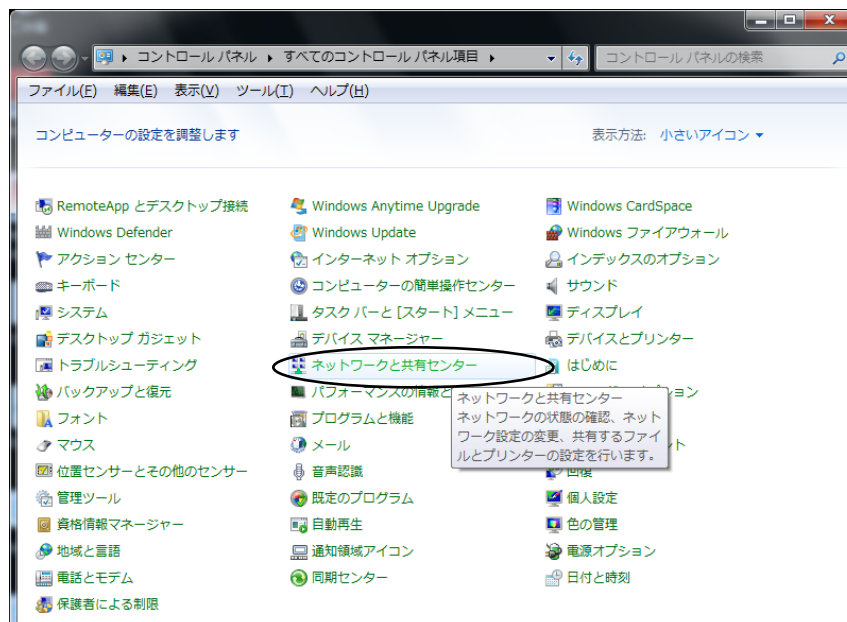 コントロール パネル ▸ すべてのコントロール パネル項目 ▸
コントロール パネルの検索
ファイル(F) 編集(E) 表示(V) ツール(T) ヘルプ(H)
コンピューターの設定を調整します
表示方法: 小さいアイコン
RemoteApp とデスクトップ接続
Windows Anytime Upgrade
Windows CardSpace
Windows Defender
Windows Update
Windows ファイアウォール
アクション センター
インターネット オプション
インデックスのオプション
キーボード
コンピューターの簡単操作センター
サウンド
システム
タスク バーと [スタート] メニュー
ディスプレイ
デスクトップ ガジェット
デバイス マネージャー
デバイスとプリンター
トラブルシューティング
ネットワークと共有センター
はじめに
バックアップと復元
パフォーマンスの情報と
ション
ネットワークと共有センター
ネットワークの状態の確認、ネット
ワーク設定の変更、共有するファイ
ルとプリンターの設定を行います。
フォント
プログラムと機能
マウス
メール
ト
位置センサーとその他のセンサー
音声認識
回復
管理ツール
既定のプログラム
個人設定
資格情報マネージャー
自動再生
色の管理
地域と言語
通知領域アイコン
電源オプション
電話とモデム
同期センター
日付と時刻
保護者による制限